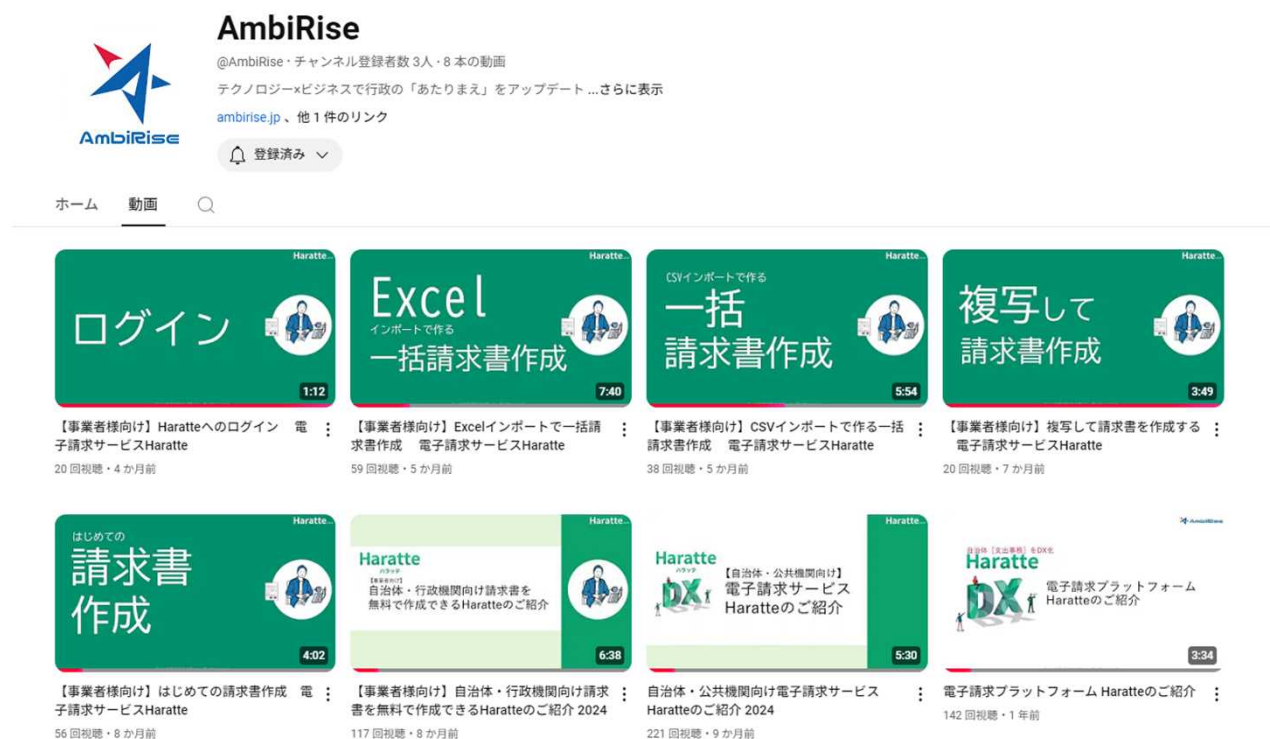 AmbiRise
@AmbiRise・チャンネル登録者数 3人・8 本の動画
テクノロジー×ビジネスで行政の「あたりまえ」をアップデート ...さらに表示
ambirise.jp 、他 1 件のリンク
AmbiRise
登録済み
ホーム 動画
Haratte...
ログイン
1:12
【事業者様向け】Haratteへのログイン 電
子請求サービスHaratte
20 回視聴・4 か月前
Haratte...
Excel
インポートで作る
一括請求書作成
7:40
【事業者様向け】Excelインポートで一括請
求書作成 電子請求サービスHaratte
59 回視聴・5 か月前
Haratte...
CSVインポートで作る
一括
請求書作成
5:54
【事業者様向け】CSVインポートで作る一括
請求書作成 電子請求サービスHaratte
38 回視聴・5 か月前
Haratte...
複写して
請求書作成
3:49
【事業者様向け】複写して請求書を作成する
電子請求サービスHaratte
20 回視聴・7 か月前
Haratte...
はじめての
請求書
作成
4:02
【事業者様向け】はじめての請求書作成 電
子請求サービスHaratte
56 回視聴・8 か月前
Haratte...
Haratte
ハラッテ
【事業者向け】
自治体・行政機関向け請求書を
無料で作成できるHaratteのご紹介
6:38
【事業者様向け】自治体・行政機関向け請求
書を無料で作成できるHaratteのご紹介 2024
117 回視聴・8 か月前
Haratte...
Haratte
ハラッテ
DX
【自治体・公共機関向け】
電子請求サービス
Haratteのご紹介
5:30
自治体・公共機関向け電子請求サービス
Haratteのご紹介 2024
221 回視聴・9 か月前
AmbiRise
自治体［支出事務］をDX化
Haratte
DX
電子請求プラットフォーム
Haratteのご紹介
3:34
電子請求プラットフォーム Haratteのご紹介
142 回視聴・1 年前